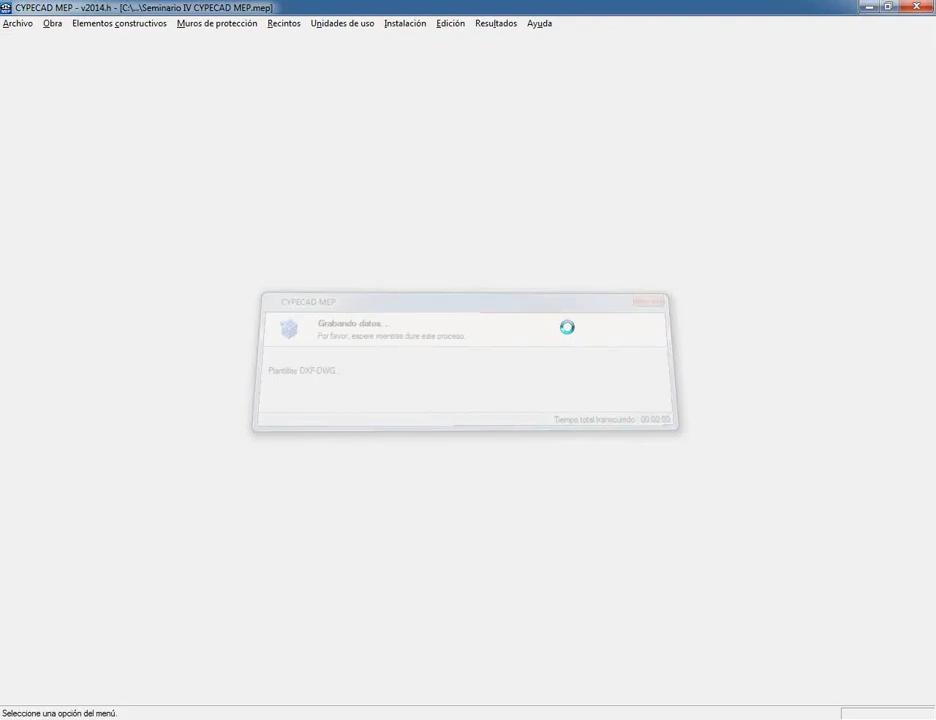 CYPECAD MEP - v2014.h - [C:\...\Seminario IV CYPECAD MEP.mep]
Archivo Obra Elementos constructivos Muros de protección Recintos Unidades de uso Instalación Edición Resultados Ayuda
CYPECAD MEP
Grabando datos...
Por favor, espere mientras dure este proceso.
Plantillas DXF-DWG...
Tiempo total transcurrido : 00:00:00
Seleccione una opción del menú.